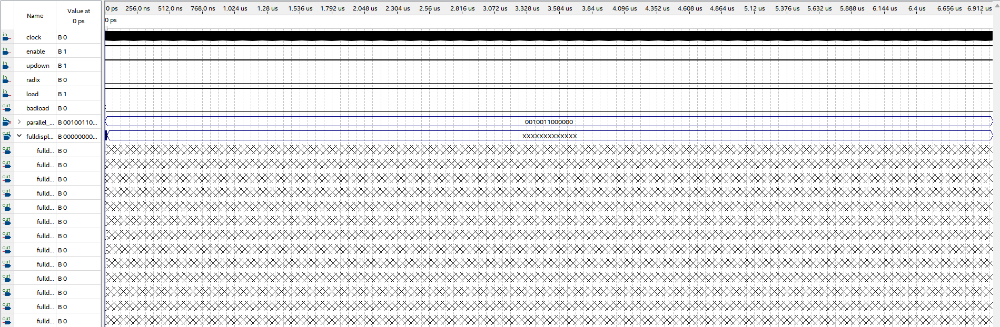 Name
Value at
0 ps
0 ps 256.0 ns 512.0 ns 768.0 ns 1.024 us 1.28 us 1.536 us 1.792 us 2.048 us 2.304 us 2.56 us 2.816 us 3.072 us 3.328 us 3.584 us 3.84 us 4.096 us 4.352 us 4.608 us 4.864 us 5.12 us 5.376 us 5.632 us 5.888 us 6.144 us 6.4 us 6.656 us 6.912 us
0 ps
in clock B 0
in enable B 1
in updown B 1
in radix B 0
in load B 1
out badload B 0
in parallel_... B 00100110... 0010011000000
out fulldispl... B 00000000... XXXXXXXXXXXXX
out fulld... B 0
out fulld... B 0
out fulld... B 0
out fulld... B 0
out fulld... B 0
out fulld... B 0
out fulld... B 0
out fulld... B 0
out fulld... B 0
out fulld... B 0
out fulld... B 0
out fulld... B 0
out fulld... B 0